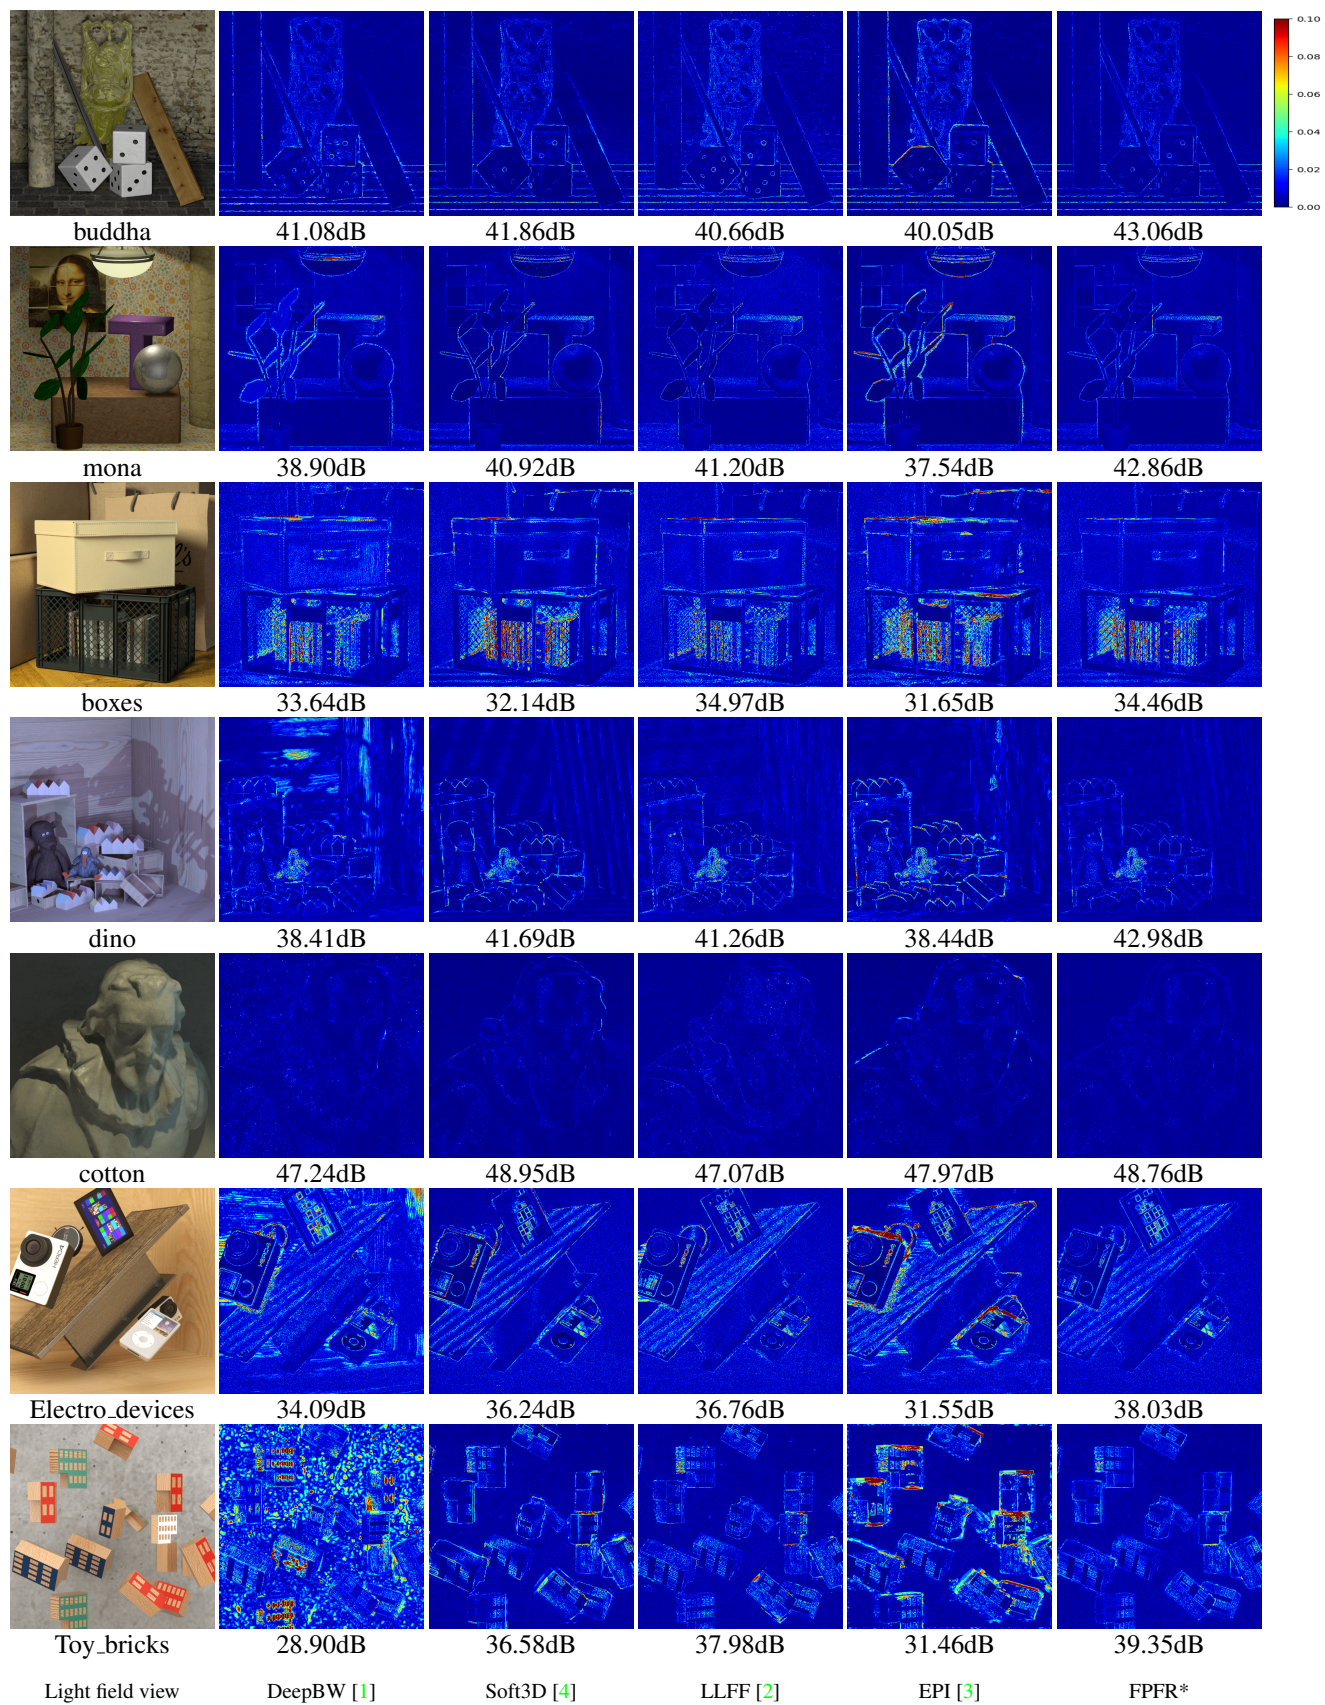 0.10
0.08
0.06
0.04
0.02
0.00
buddha 41.08dB 41.86dB 40.66dB 40.05dB 43.06dB
mona 38.90dB 40.92dB 41.20dB 37.54dB 42.86dB
boxes 33.64dB 32.14dB 34.97dB 31.65dB 34.46dB
dino 38.41dB 41.69dB 41.26dB 38.44dB 42.98dB
cotton 47.24dB 48.95dB 47.07dB 47.97dB 48.76dB
Electro_devices 34.09dB 36.24dB 36.76dB 31.55dB 38.03dB
Toy_bricks 28.90dB 36.58dB 37.98dB 31.46dB 39.35dB
Light field view DeepBW [1] Soft3D [4] LLFF [2] EPI [3] FPFR*